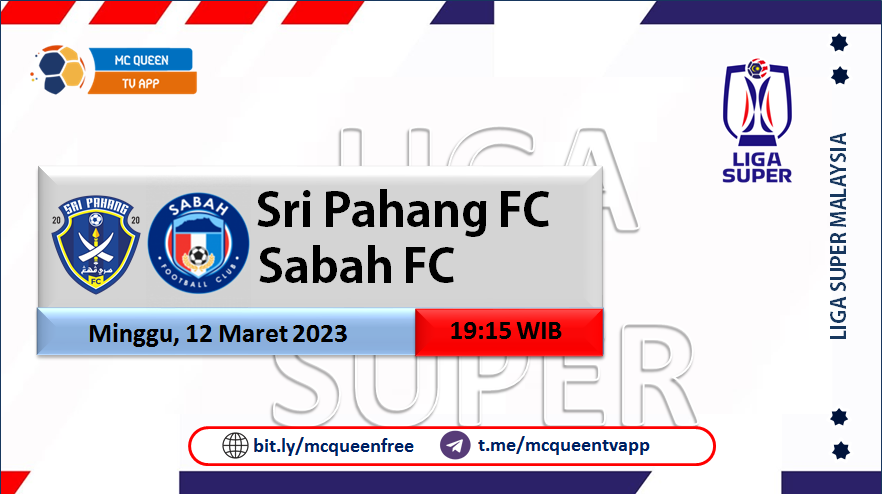 MC QUEEN
TV APP
LIGA
SUPER
LIGA
SUPER
LIGA SUPER MALAYSIA
SRI PAHANG
20 20
FC
SABAH
FOOTBALL CLUB
Sri Pahang FC
Sabah FC
Minggu, 12 Maret 2023
19:15 WIB
bit.ly/mcqueenfree
t.me/mcqueentvapp